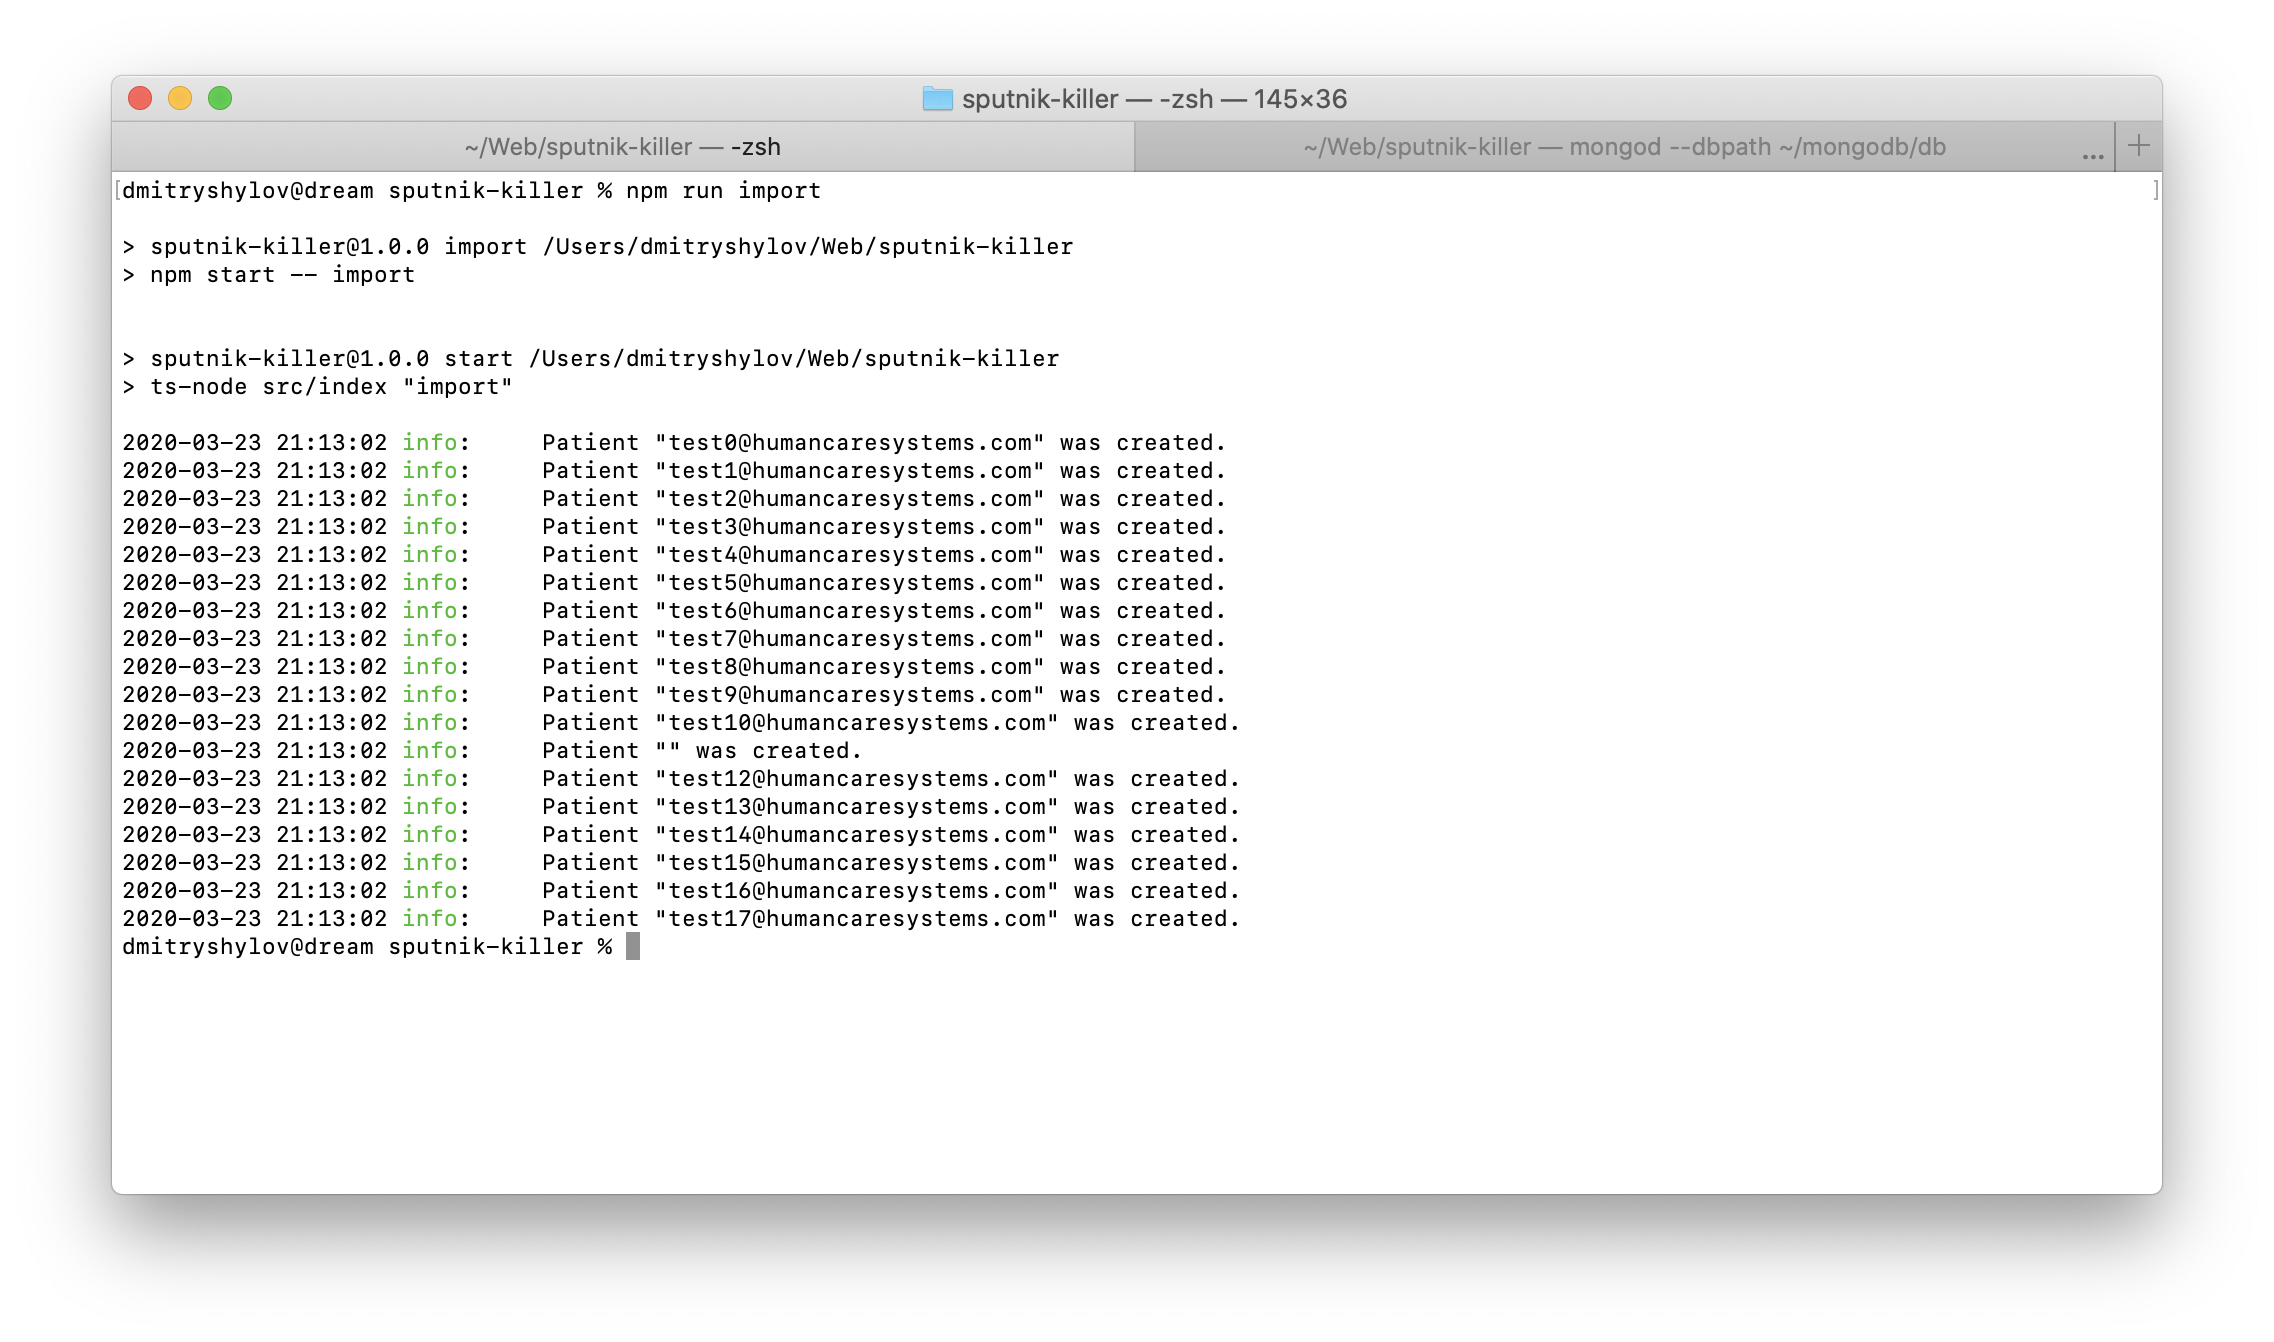 sputnik-killer — -zsh — 145×36
~/Web/sputnik-killer — -zsh
~/Web/sputnik-killer — mongod --dbpath ~/mongodb/db
...
+
[dmitryshylov@dream sputnik-killer % npm run import ]
> sputnik-killer@1.0.0 import /Users/dmitryshylov/Web/sputnik-killer
> npm start -- import
> sputnik-killer@1.0.0 start /Users/dmitryshylov/Web/sputnik-killer
> ts-node src/index "import"
2020-03-23 21:13:02 info:     Patient "test0@humancaresystems.com" was created.
2020-03-23 21:13:02 info:     Patient "test1@humancaresystems.com" was created.
2020-03-23 21:13:02 info:     Patient "test2@humancaresystems.com" was created.
2020-03-23 21:13:02 info:     Patient "test3@humancaresystems.com" was created.
2020-03-23 21:13:02 info:     Patient "test4@humancaresystems.com" was created.
2020-03-23 21:13:02 info:     Patient "test5@humancaresystems.com" was created.
2020-03-23 21:13:02 info:     Patient "test6@humancaresystems.com" was created.
2020-03-23 21:13:02 info:     Patient "test7@humancaresystems.com" was created.
2020-03-23 21:13:02 info:     Patient "test8@humancaresystems.com" was created.
2020-03-23 21:13:02 info:     Patient "test9@humancaresystems.com" was created.
2020-03-23 21:13:02 info:     Patient "test10@humancaresystems.com" was created.
2020-03-23 21:13:02 info:     Patient "" was created.
2020-03-23 21:13:02 info:     Patient "test12@humancaresystems.com" was created.
2020-03-23 21:13:02 info:     Patient "test13@humancaresystems.com" was created.
2020-03-23 21:13:02 info:     Patient "test14@humancaresystems.com" was created.
2020-03-23 21:13:02 info:     Patient "test15@humancaresystems.com" was created.
2020-03-23 21:13:02 info:     Patient "test16@humancaresystems.com" was created.
2020-03-23 21:13:02 info:     Patient "test17@humancaresystems.com" was created.
dmitryshylov@dream sputnik-killer %